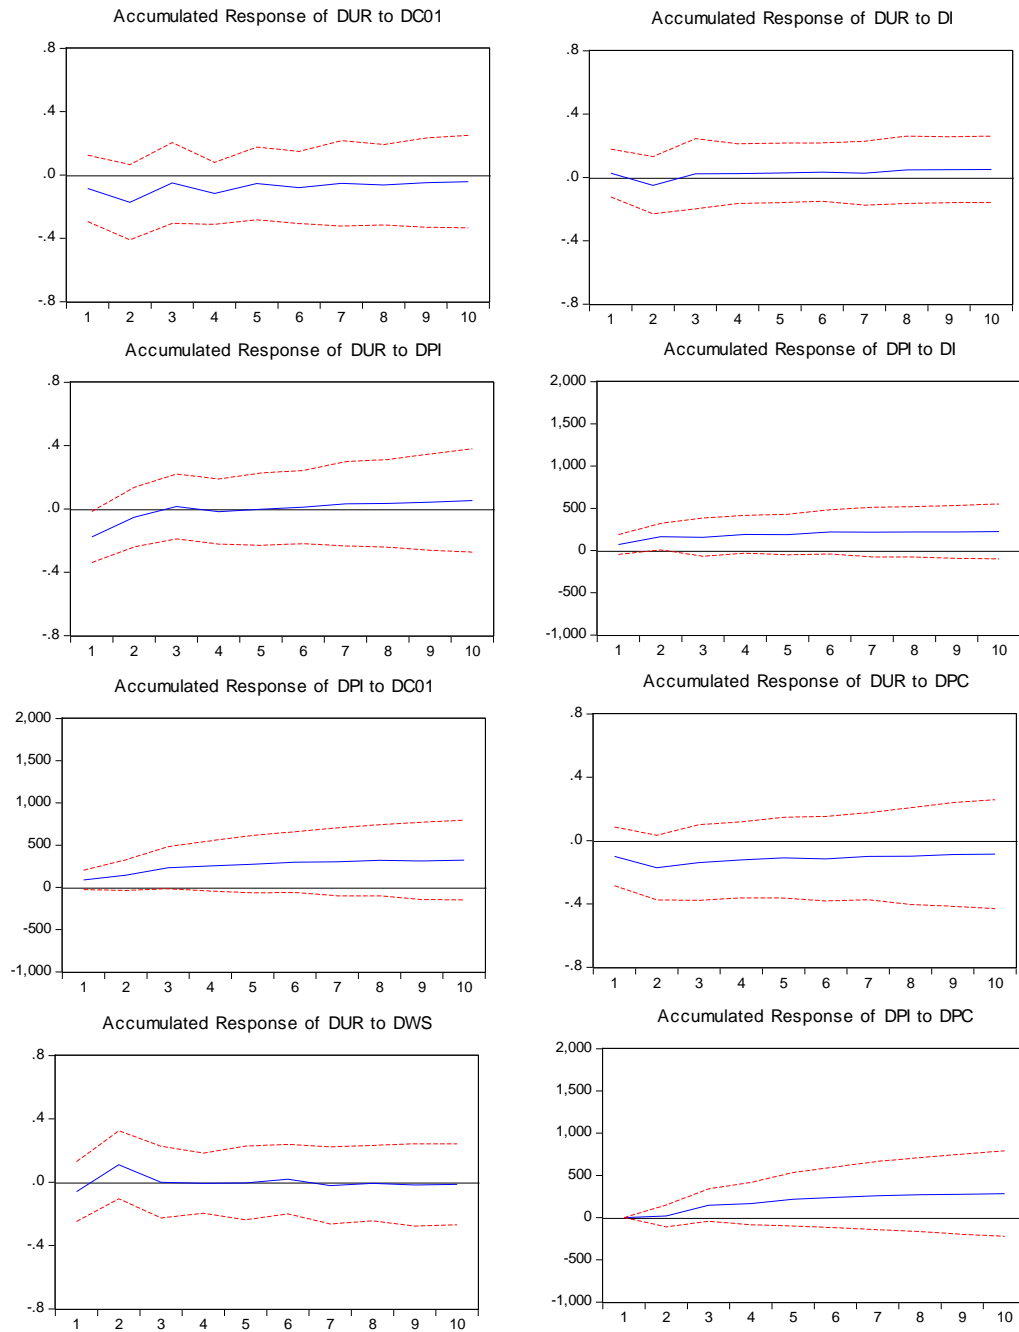 Accumulated Response of DUR to DC01
.8
.4
.0
-.4
-.8
1 2 3 4 5 6 7 8 9 10
Accumulated Response of DUR to DI
.8
.4
.0
-.4
-.8
1 2 3 4 5 6 7 8 9 10
Accumulated Response of DUR to DPI
.8
.4
.0
-.4
-.8
1 2 3 4 5 6 7 8 9 10
Accumulated Response of DPI to DI
2,000
1,500
1,000
500
0
-500
-1,000
1 2 3 4 5 6 7 8 9 10
Accumulated Response of DPI to DC01
2,000
1,500
1,000
500
0
-500
-1,000
1 2 3 4 5 6 7 8 9 10
Accumulated Response of DUR to DPC
.8
.4
.0
-.4
-.8
1 2 3 4 5 6 7 8 9 10
Accumulated Response of DUR to DWS
.8
.4
.0
-.4
-.8
1 2 3 4 5 6 7 8 9 10
Accumulated Response of DPI to DPC
2,000
1,500
1,000
500
0
-500
-1,000
1 2 3 4 5 6 7 8 9 10